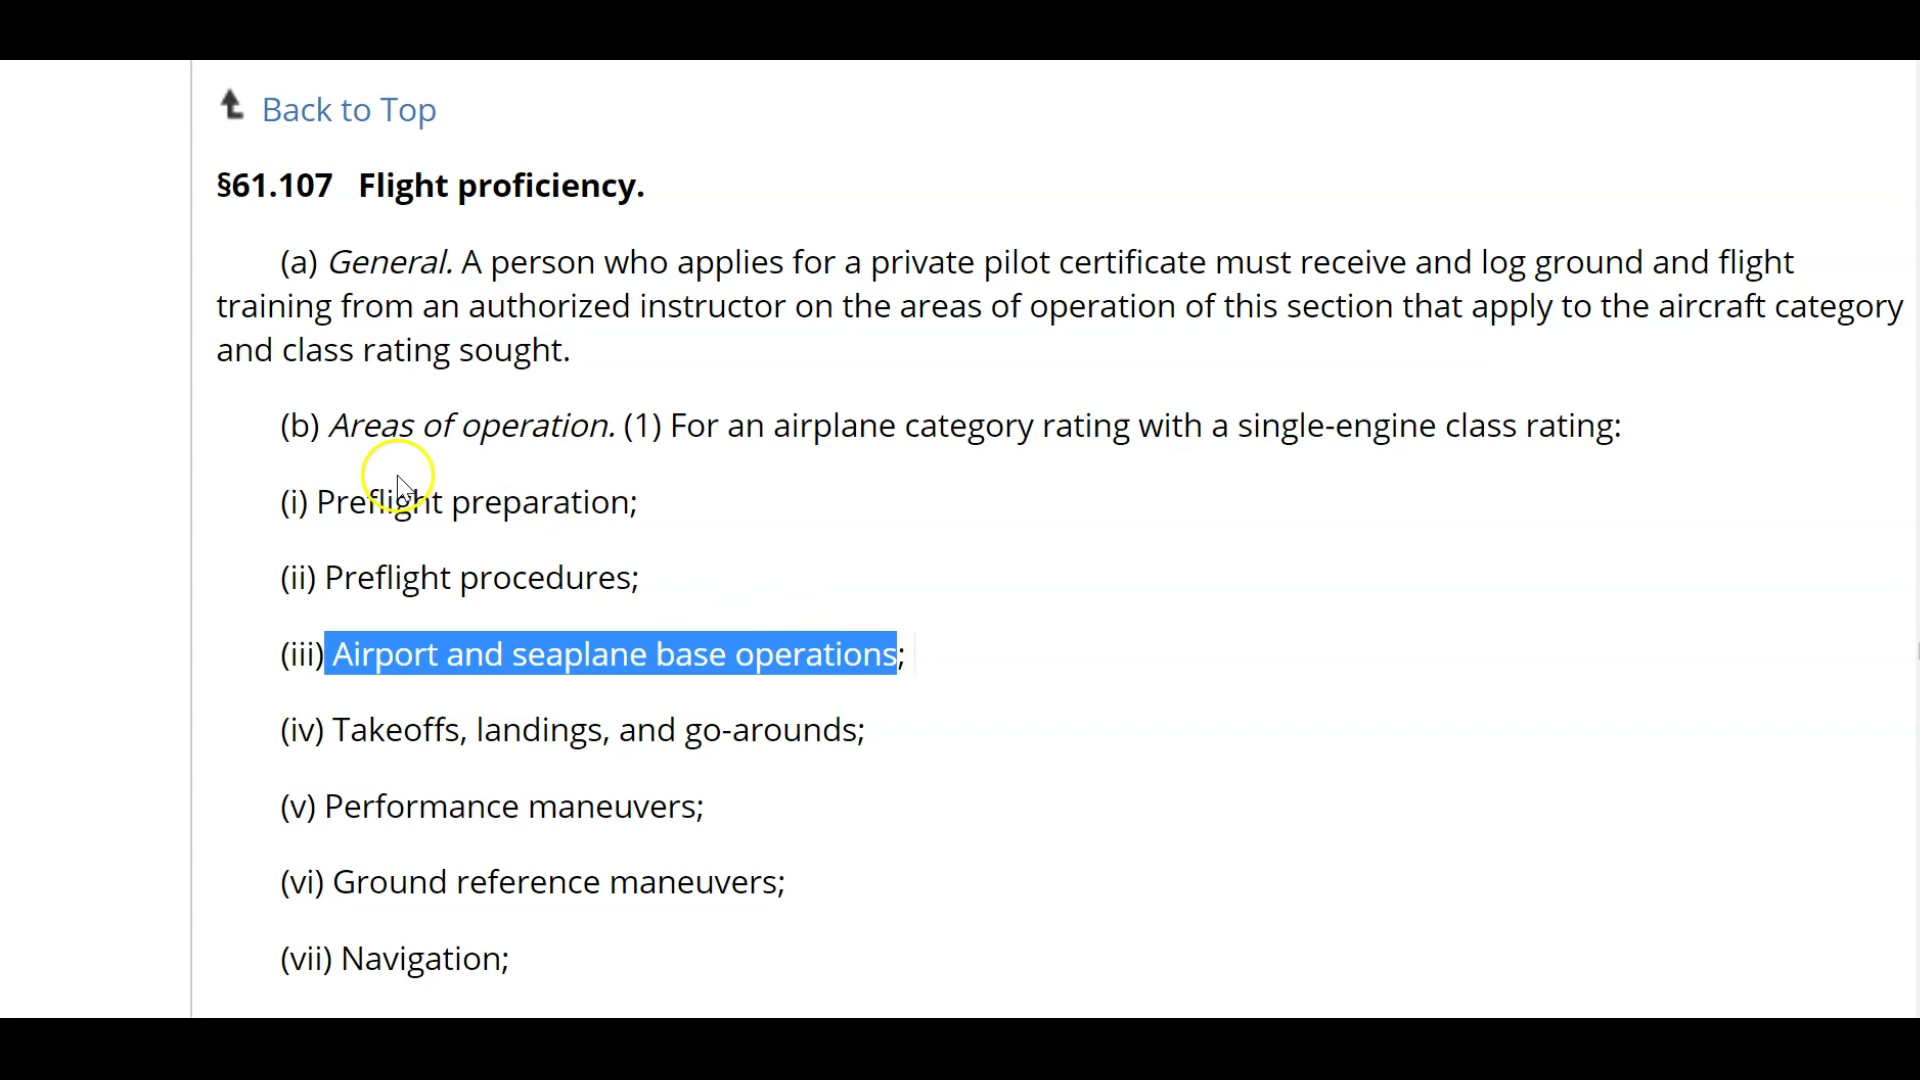 Back to Top
§61.107 Flight proficiency.
(a) General. A person who applies for a private pilot certificate must receive and log ground and flight
training from an authorized instructor on the areas of operation of this section that apply to the aircraft category
and class rating sought.
(b) Areas of operation. (1) For an airplane category rating with a single-engine class rating:
(i) Preflight preparation;
(ii) Preflight procedures;
(iii) Airport and seaplane base operations;
(iv) Takeoffs, landings, and go-arounds;
(v) Performance maneuvers;
(vi) Ground reference maneuvers;
(vii) Navigation;